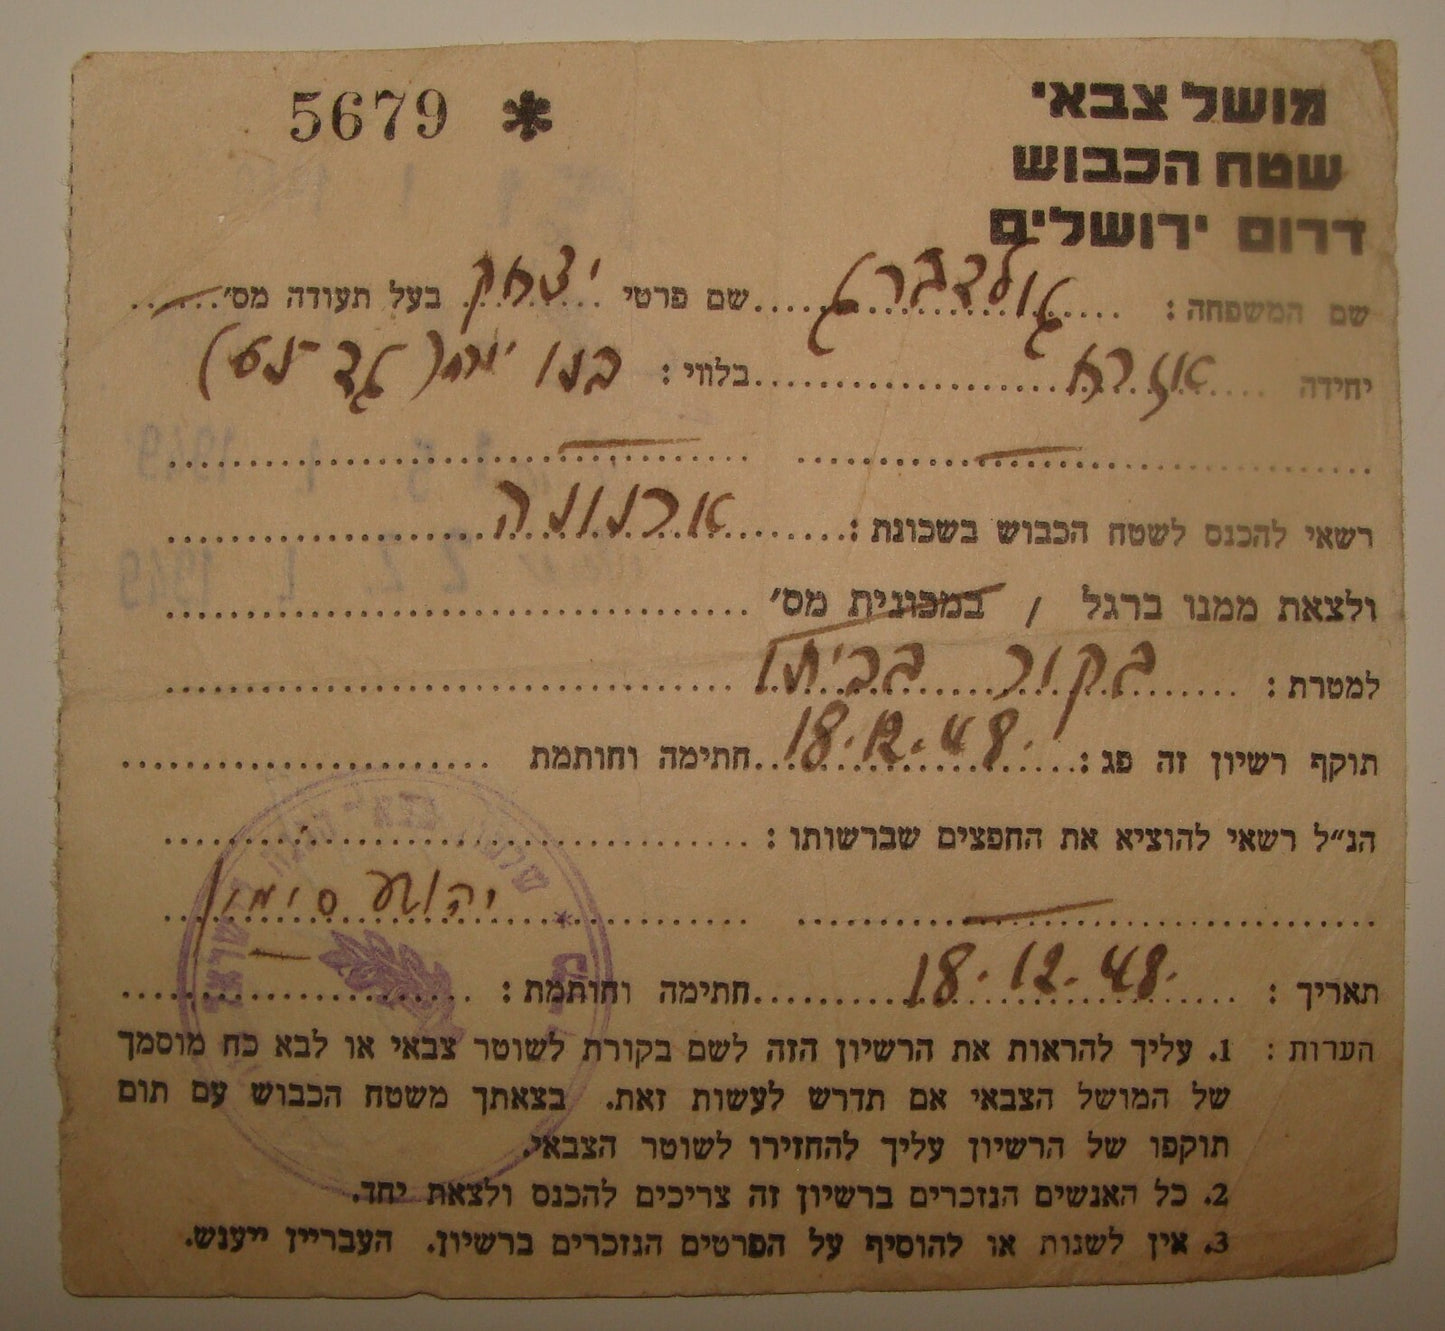 5679 *
מושל צבאי
שטח הכבוש
דרום ירושלים
שם המשפחה: גולדברג שם פרטי יצחק בעל תעודה מס׳
יחידה אזרח בלווי: בנו
רשאי להכנס לשטח הכבוש בשכונת: ארנונה
ולצאת ממנו ברגל / במכונית מס׳
למטרת: בקור בביתו
תוקף רשיון זה פג: 18.12.48. חתימה וחותמת
הנ״ל רשאי להוציא את החפצים שברשותו:
יהושע סימון
תאריך: 18.12.48. חתימה וחותמת:
הערות: 1. עליך להראות את הרשיון הזה לשם בקורת לשוטר צבאי או לבא כח מוסמך
של המושל הצבאי אם תדרש לעשות זאת. בצאתך משטח הכבוש עם תום
תוקפו של הרשיון עליך להחזירו לשוטר הצבאי.
2. כל האנשים הנזכרים ברשיון זה צריכים להכנס ולצאת יחד.
3. אין לשנות או להוסיף על הפרטים הנזכרים ברשיון. העבריין ייענש.